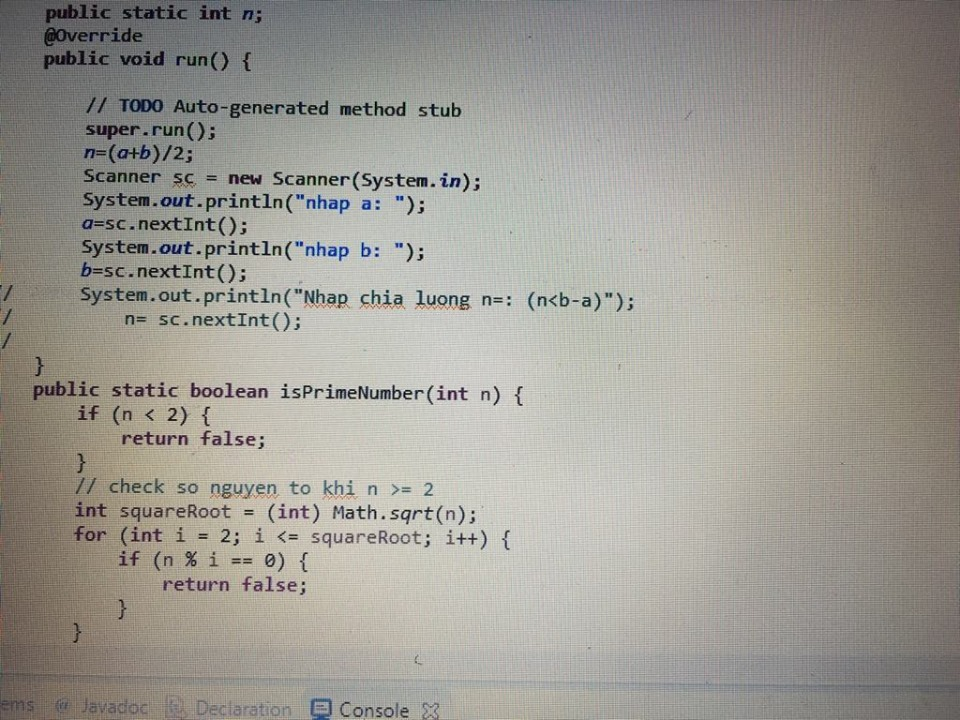 public static int n;
@Override
public void run() {
// TODO Auto-generated method stub
super.run();
n=(a+b)/2;
Scanner sc = new Scanner(System.in);
System.out.println("nhap a: ");
a=sc.nextInt();
System.out.println("nhap b: ");
b=sc.nextInt();
// System.out.println("Nhap chia luong n=: (n<b-a)");
/ n= sc.nextInt();
/
}
public static boolean isPrimeNumber(int n) {
if (n < 2) {
return false;
}
// check so nguyen to khi n >= 2
int squareRoot = (int) Math.sqrt(n);
for (int i = 2; i <= squareRoot; i++) {
if (n % i == 0) {
return false;
}
}
ems @ Javadoc Declaration Console